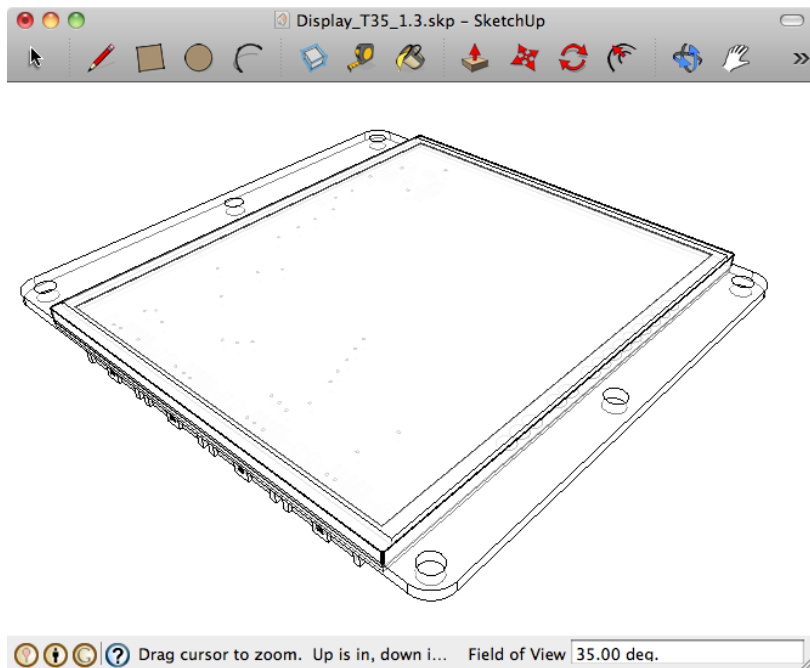 Display_T35_1.3.skp – SketchUp
Drag cursor to zoom. Up is in, down i... Field of View 35.00 deg.